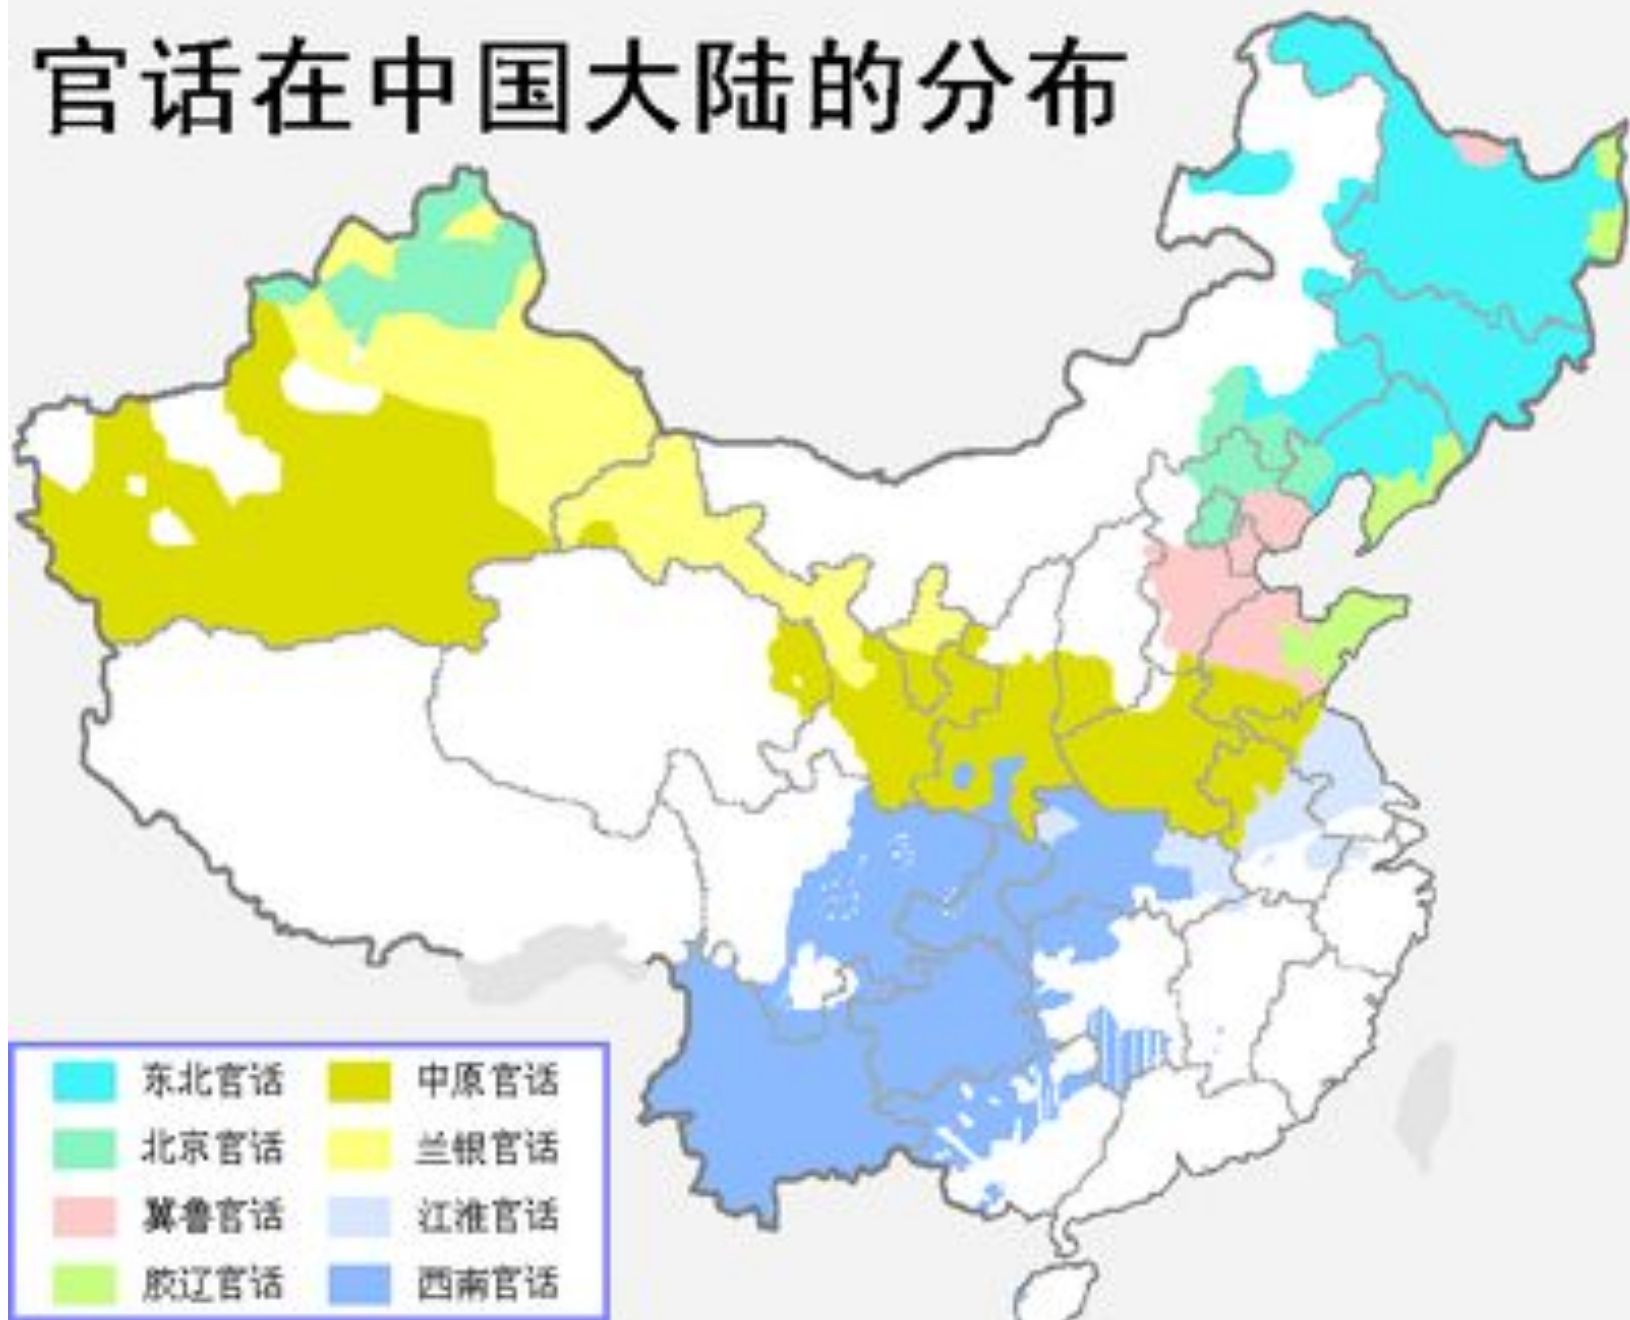 官话在中国大陆的分布
东北官话 中原官话
北京官话 兰银官话
冀鲁官话 江淮官话
胶辽官话 西南官话